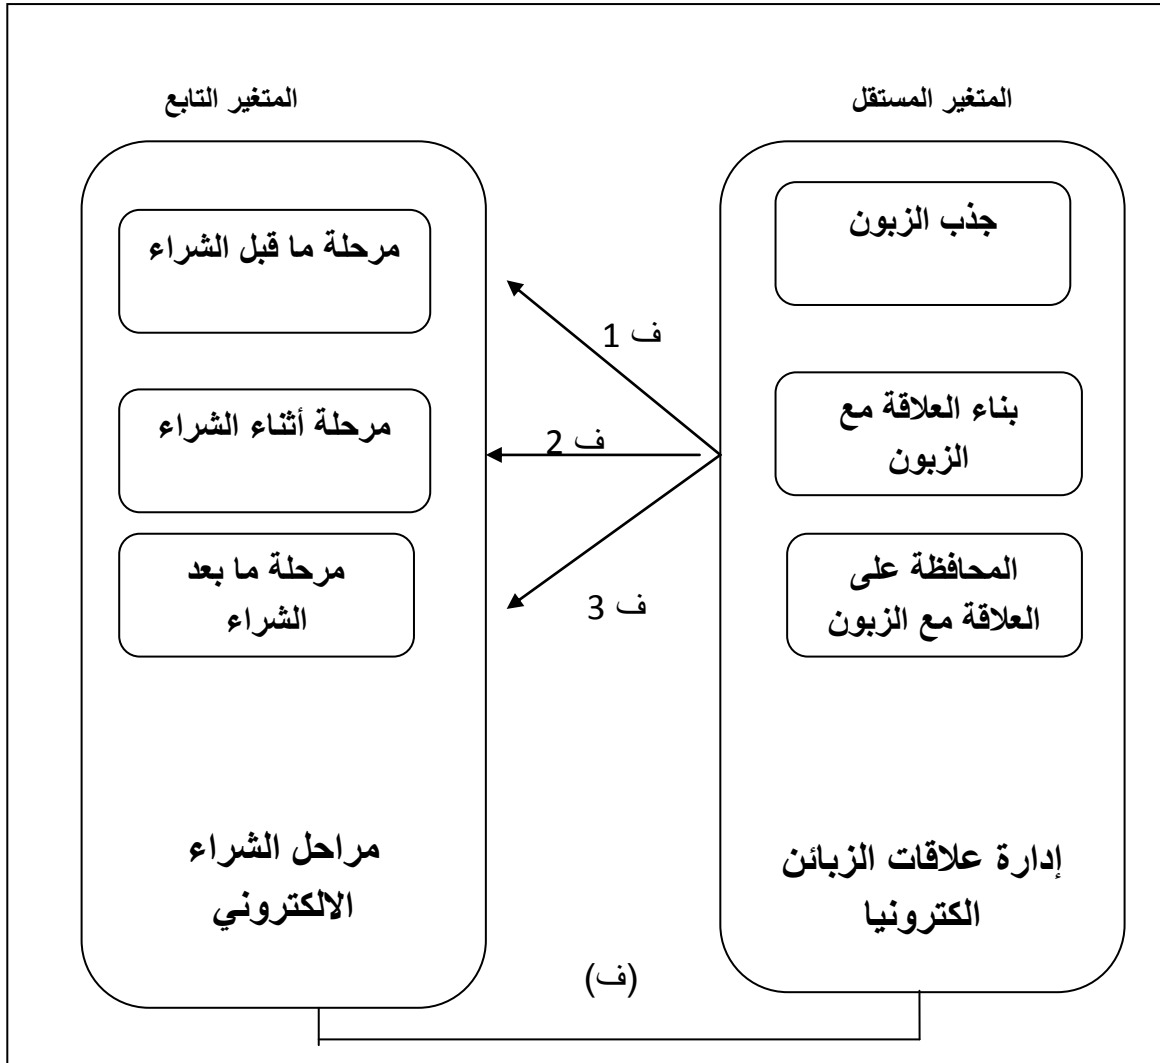 المتغير المستقل
المتغير التابع
جذب الزبون
بناء العلاقة مع
الزبون
المحافظة على
العلاقة مع الزبون
إدارة علاقات الزبائن
الكترونيا
ف 1
ف 2
ف 3
مرحلة ما قبل الشراء
مرحلة أثناء الشراء
مرحلة ما بعد
الشراء
مراحل الشراء
الالكتروني
(ف)